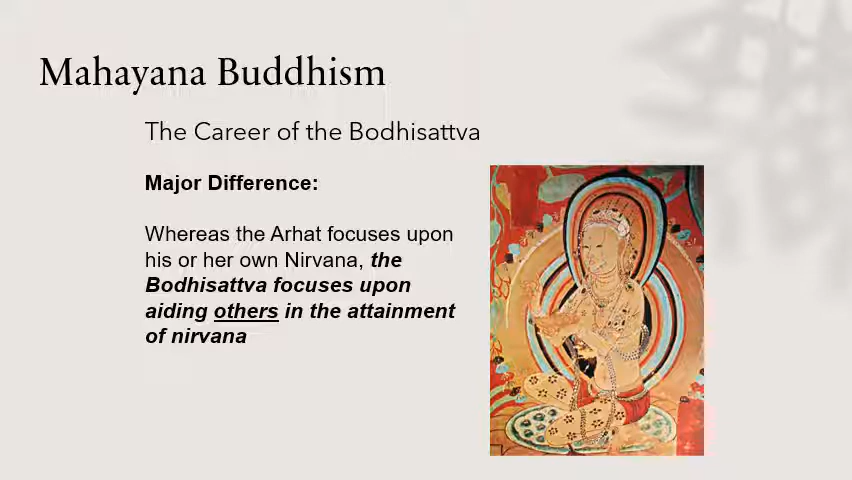 Mahayana Buddhism
The Career of the Bodhisattva
Major Difference:
Whereas the Arhat focuses upon
his or her own Nirvana, the
Bodhisattva focuses upon
aiding others in the attainment
of nirvana